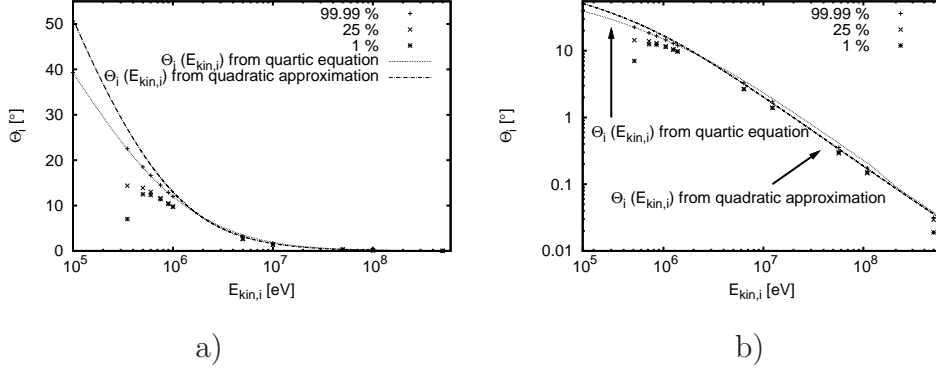 50
40
30
20
10
0
Θi [°]
10^5
10^6
10^7
10^8
Ekin,i [eV]
99.99 %
25 %
1 %
Θi (Ekin,i) from quartic equation
Θi (Ekin,i) from quadratic approximation
a)
10
1
0.1
0.01
Θi [°]
10^5
10^6
10^7
10^8
Ekin,i [eV]
99.99 %
25 %
1 %
Θi (Ekin,i) from quartic equation
Θi (Ekin,i) from quadratic approximation
b)